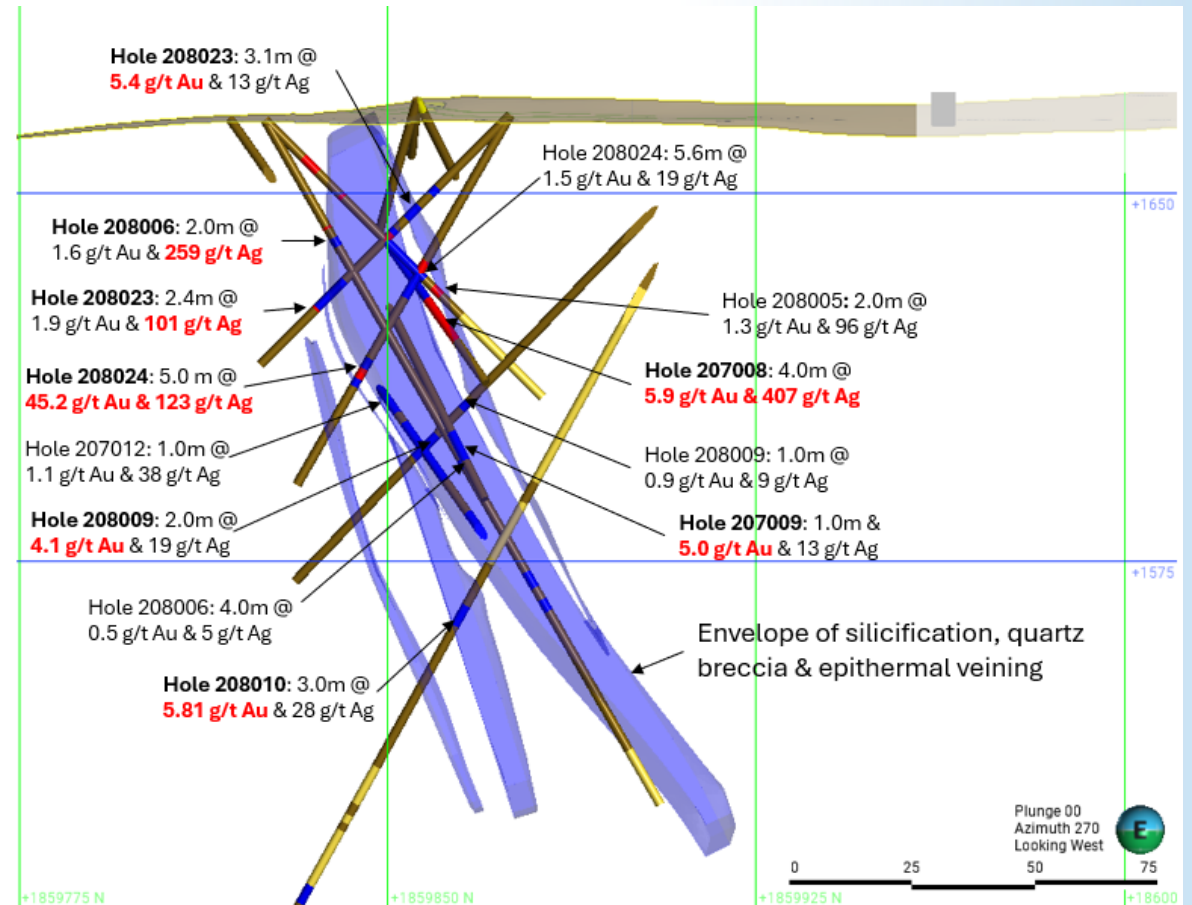 Hole 208023: 3.1m @
5.4 g/t Au & 13 g/t Ag
Hole 208024: 5.6m @
1.5 g/t Au & 19 g/t Ag
+1650
Hole 208006: 2.0m @
1.6 g/t Au & 259 g/t Ag
Hole 208023: 2.4m @
1.9 g/t Au & 101 g/t Ag
Hole 208005: 2.0m @
1.3 g/t Au & 96 g/t Ag
Hole 208024: 5.0 m @
45.2 g/t Au & 123 g/t Ag
Hole 207008: 4.0m @
5.9 g/t Au & 407 g/t Ag
Hole 207012: 1.0m @
1.1 g/t Au & 38 g/t Ag
Hole 208009: 1.0m @
0.9 g/t Au & 9 g/t Ag
Hole 208009: 2.0m @
4.1 g/t Au & 19 g/t Ag
Hole 207009: 1.0m &
5.0 g/t Au & 13 g/t Ag
+1575
Hole 208006: 4.0m @
0.5 g/t Au & 5 g/t Ag
Envelope of silicification, quartz
breccia & epithermal veining
Hole 208010: 3.0m @
5.81 g/t Au & 28 g/t Ag
Plunge 00
Azimuth 270
Looking West
E
0 25 50 75
+1859775 N +1859850 N +1859925 N +18600